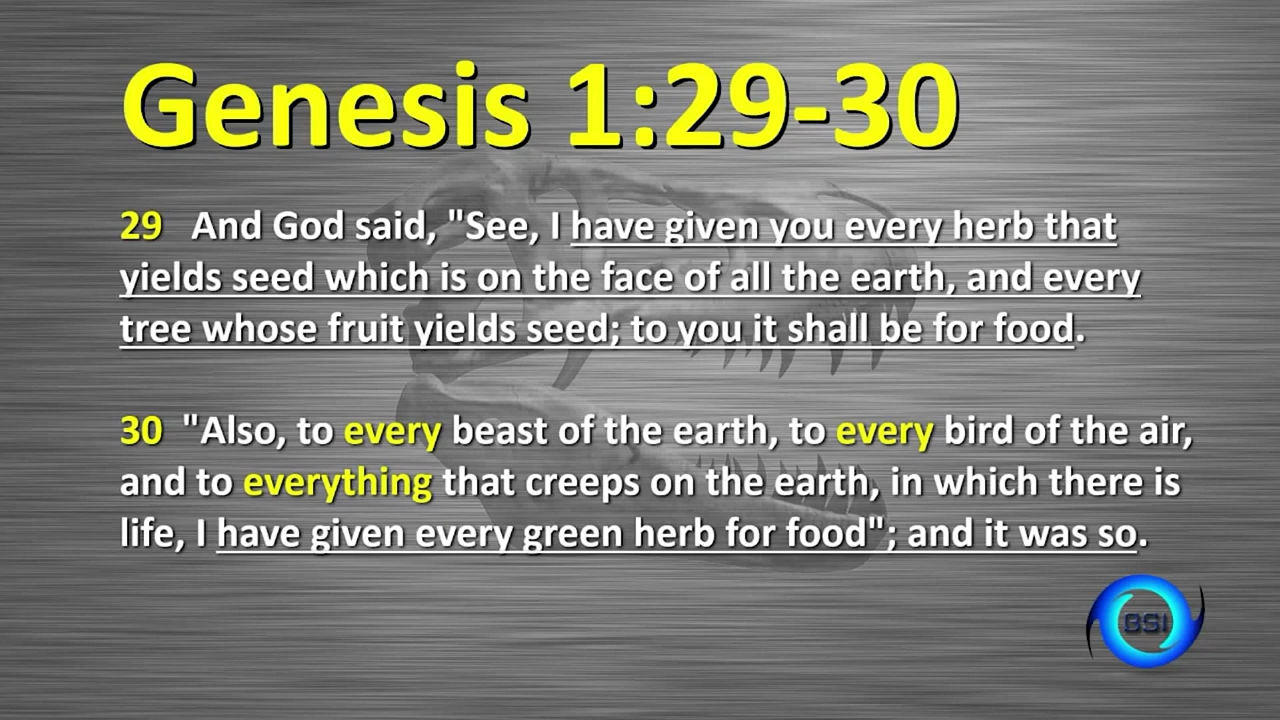 Genesis 1:29-30
29 And God said, "See, I have given you every herb that
yields seed which is on the face of all the earth, and every
tree whose fruit yields seed; to you it shall be for food.
30 "Also, to every beast of the earth, to every bird of the air,
and to everything that creeps on the earth, in which there is
life, I have given every green herb for food"; and it was so.
BSI